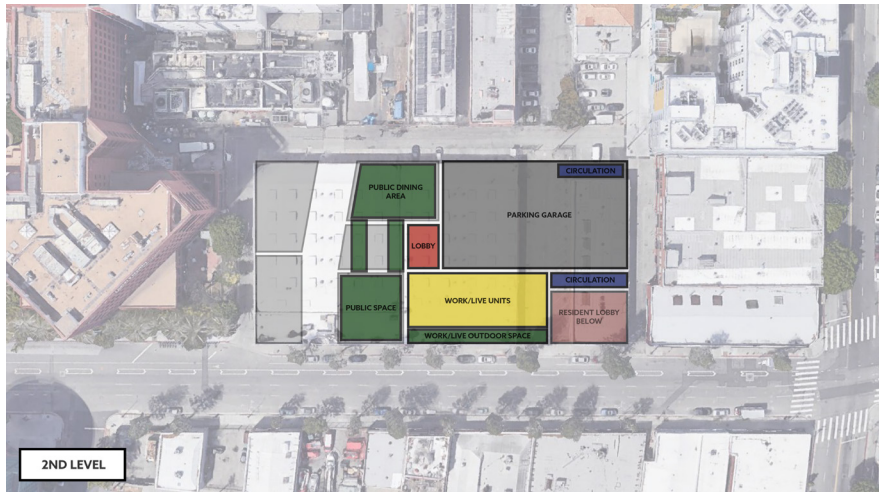 CIRCULATION
PUBLIC DINING
AREA
PARKING GARAGE
LOBBY
CIRCULATION
PUBLIC SPACE
WORK/LIVE UNITS
RESIDENT LOBBY
BELOW
WORK/LIVE OUTDOOR SPACE
2ND LEVEL